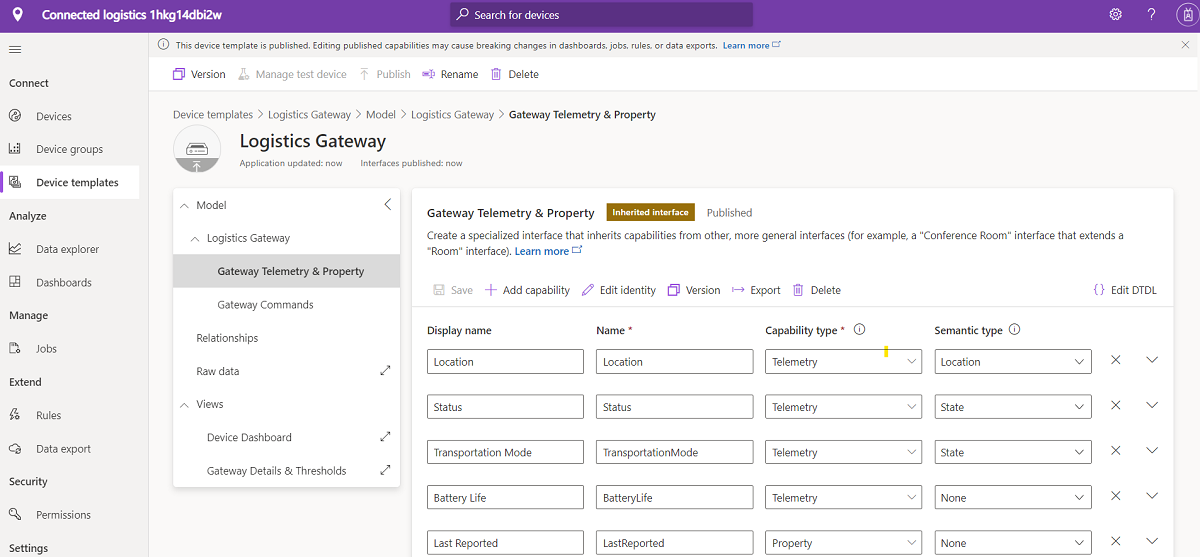 Connected logistics 1hkg14dbi2w
Search for devices
?
This device template is published. Editing published capabilities may cause breaking changes in dashboards, jobs, rules, or data exports. Learn more
Version
Manage test device
Publish
Rename
Delete
Connect
Devices
Device groups
Device templates
Analyze
Data explorer
Dashboards
Manage
Jobs
Extend
Rules
Data export
Security
Permissions
Settings
Device templates > Logistics Gateway > Model > Logistics Gateway > Gateway Telemetry & Property
Logistics Gateway
Application updated: now Interfaces published: now
Model
Logistics Gateway
Gateway Telemetry & Property
Gateway Commands
Relationships
Raw data
Views
Device Dashboard
Gateway Details & Thresholds
Gateway Telemetry & Property Inherited interface Published
Create a specialized interface that inherits capabilities from other, more general interfaces (for example, a "Conference Room" interface that extends a
"Room" interface). Learn more
Save Add capability Edit identity Version Export Delete {} Edit DTDL
Display name Name * Capability type * Semantic type
Location Location Telemetry Location
Status Status Telemetry State
Transportation Mode TransportationMode Telemetry State
Battery Life BatteryLife Telemetry None
Last Reported LastReported Property None